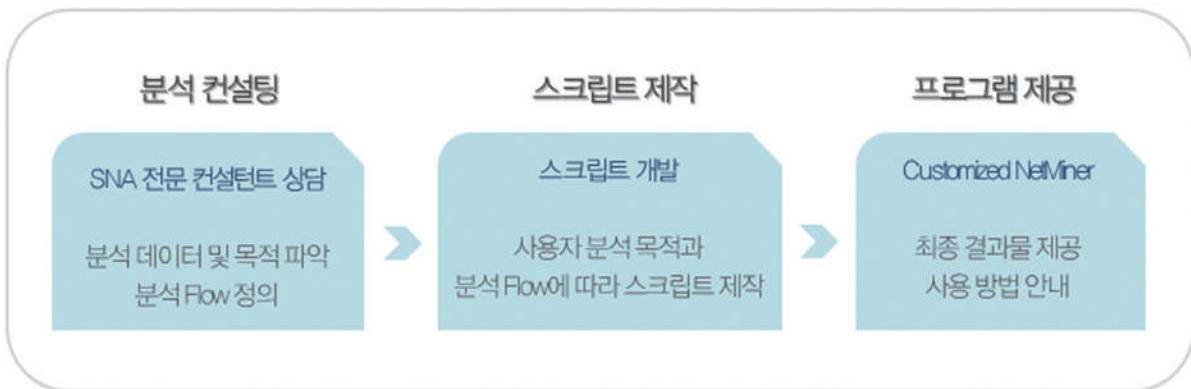 분석 컨설팅
SNA 전문 컨설턴트 상담
분석 데이터 및 목적 파악
분석 Flow 정의
스크립트 제작
스크립트 개발
사용자 분석 목적과
분석 Flow에 따라 스크립트 제작
프로그램 제공
Customized NetMiner
최종 결과물 제공
사용 방법 안내